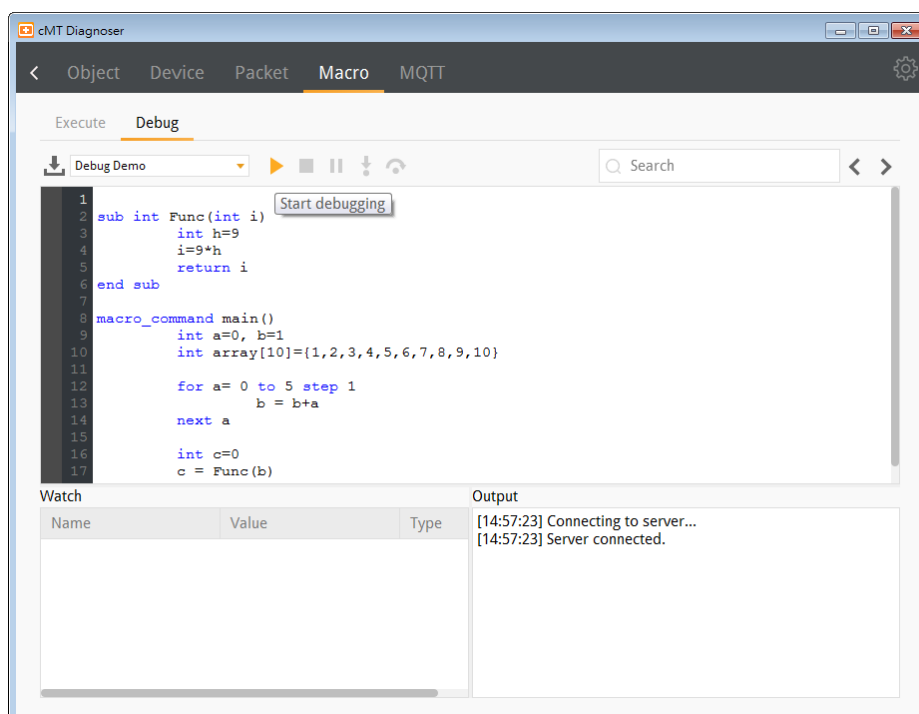 cMT Diagnoser
Object Device Packet Macro MQTT
Execute Debug
Debug Demo Search
Start debugging
1
2 sub int Func(int i)
3 int h=9
4 i=9*h
5 return i
6 end sub
7
8 macro_command main()
9 int a=0, b=1
10 int array[10]={1,2,3,4,5,6,7,8,9,10}
11
12 for a= 0 to 5 step 1
13 b = b+a
14 next a
15
16 int c=0
17 c = Func(b)
Watch Output
Name Value Type
[14:57:23] Connecting to server...
[14:57:23] Server connected.